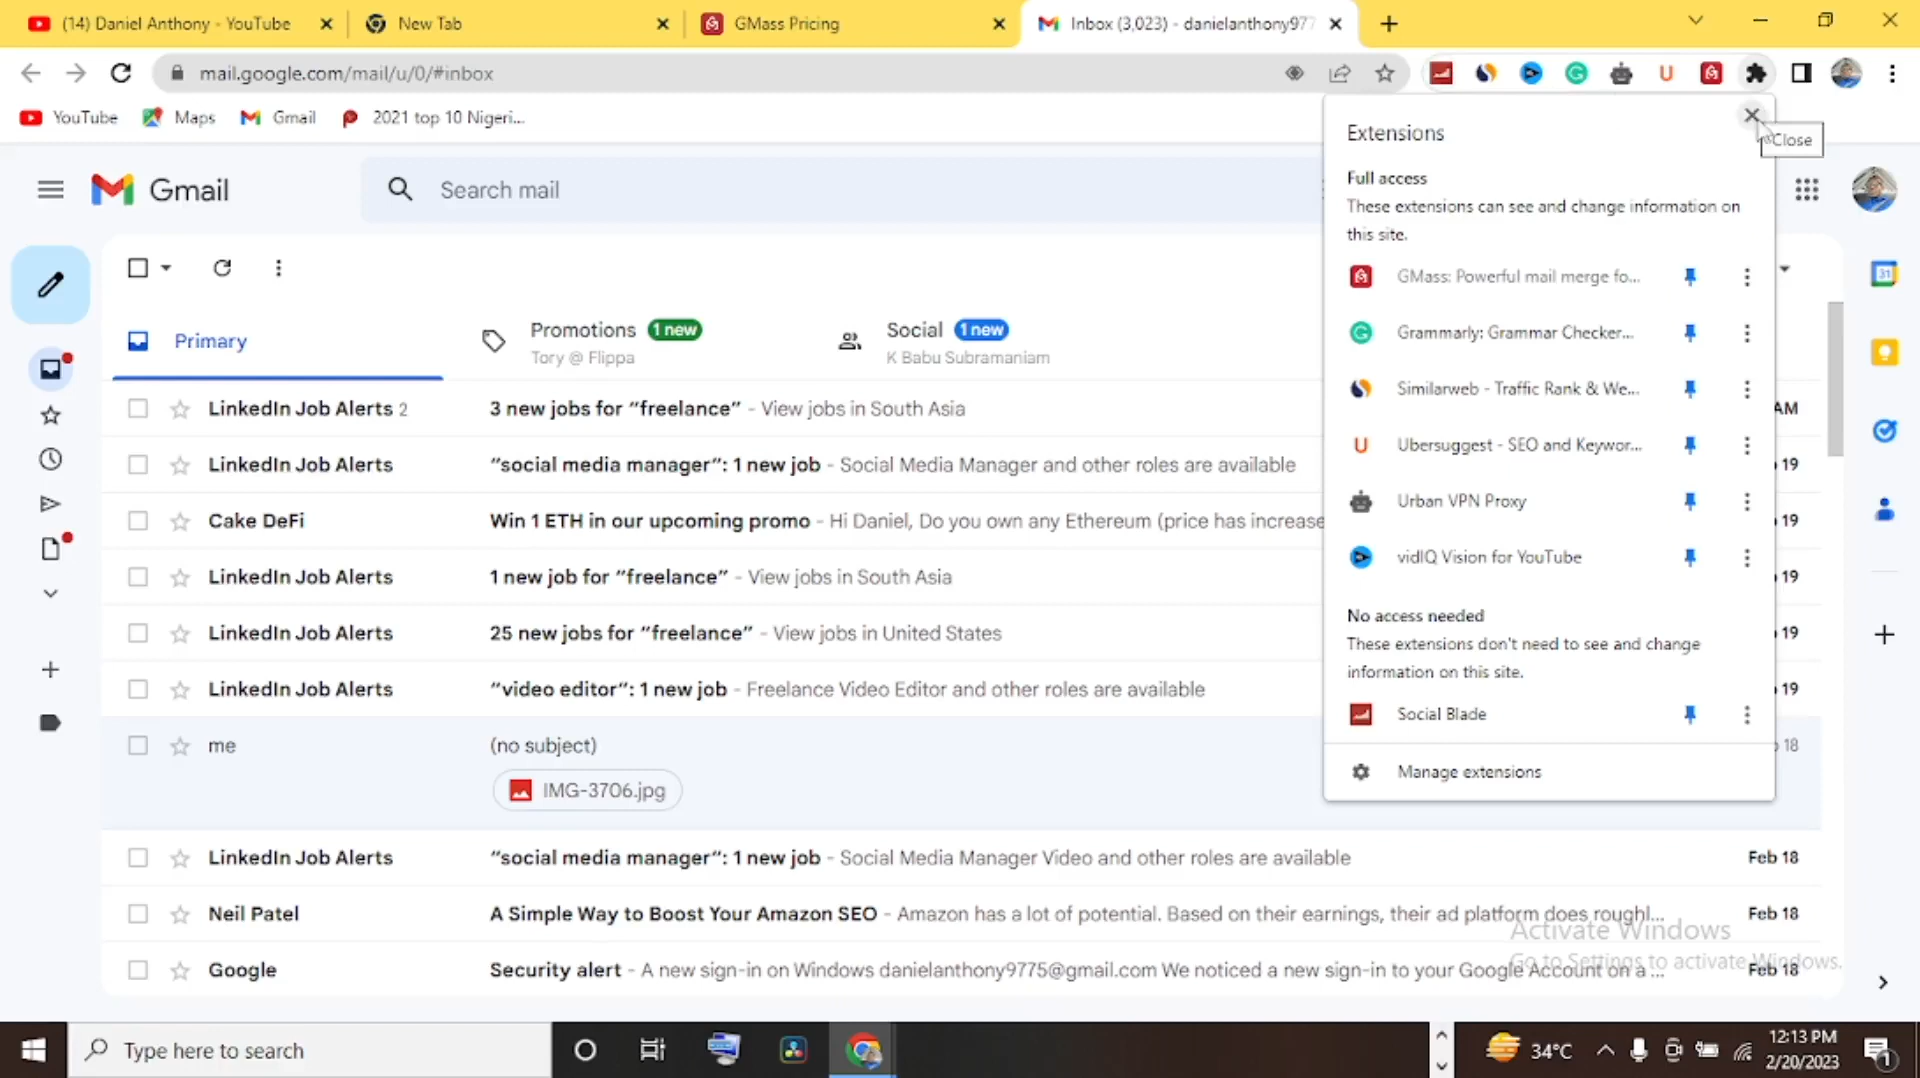 (14) Daniel Anthony - YouTube
New Tab
GMass Pricing
Inbox (3,023) - danielanthony977
mail.google.com/mail/u/0/#inbox
YouTube
Maps
Gmail
2021 top 10 Nigeri...
Extensions
Close
Full access
These extensions can see and change information on
this site.
GMass: Powerful mail merge fo...
Grammarly: Grammar Checker...
Similarweb - Traffic Rank & We...
Ubersuggest - SEO and Keywor...
Urban VPN Proxy
vidIQ Vision for YouTube
No access needed
These extensions don't need to see and change
information on this site.
Social Blade
Manage extensions
Gmail
Search mail
Primary
Promotions 1 new
Tory @ Flippa
Social 1 new
K Babu Subramaniam
LinkedIn Job Alerts 2 3 new jobs for “freelance” - View jobs in South Asia AM
LinkedIn Job Alerts “social media manager”: 1 new job - Social Media Manager and other roles are available 19
Cake DeFi Win 1 ETH in our upcoming promo - Hi Daniel, Do you own any Ethereum (price has increase 19
LinkedIn Job Alerts 1 new job for “freelance” - View jobs in South Asia 19
LinkedIn Job Alerts 25 new jobs for “freelance” - View jobs in United States 19
LinkedIn Job Alerts “video editor”: 1 new job - Freelance Video Editor and other roles are available 19
me (no subject) 18
IMG-3706.jpg
LinkedIn Job Alerts “social media manager”: 1 new job - Social Media Manager Video and other roles are available Feb 18
Neil Patel A Simple Way to Boost Your Amazon SEO - Amazon has a lot of potential. Based on their earnings, their ad platform does roughl... Feb 18
Google Security alert - A new sign-in on Windows danielanthony9775@gmail.com We noticed a new sign-in to your Google Account on a ... Feb 18
Activate Windows
Go to Settings to activate Windows.
31
Type here to search
34°C
12:13 PM
2/20/2023
1